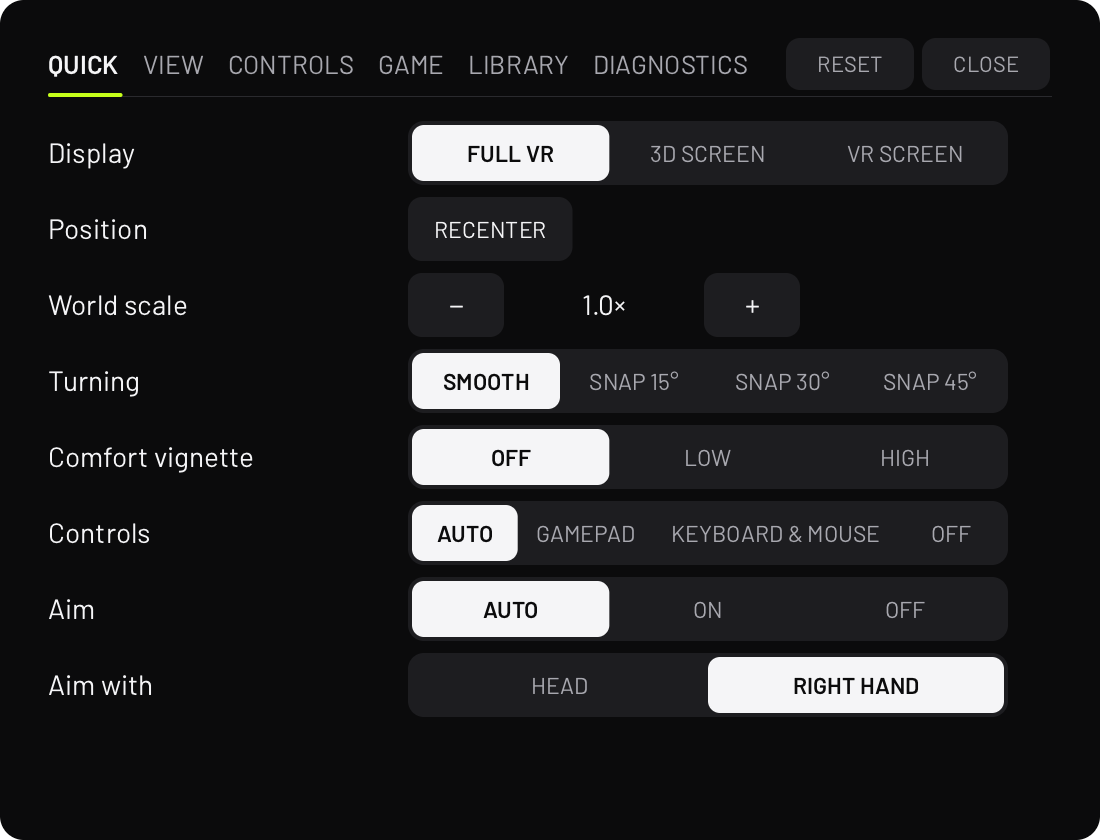 QUICK VIEW CONTROLS GAME LIBRARY DIAGNOSTICS RESET CLOSE
Display FULL VR 3D SCREEN VR SCREEN
Position RECENTER
World scale − 1.0× +
Turning SMOOTH SNAP 15° SNAP 30° SNAP 45°
Comfort vignette OFF LOW HIGH
Controls AUTO GAMEPAD KEYBOARD & MOUSE OFF
Aim AUTO ON OFF
Aim with HEAD RIGHT HAND